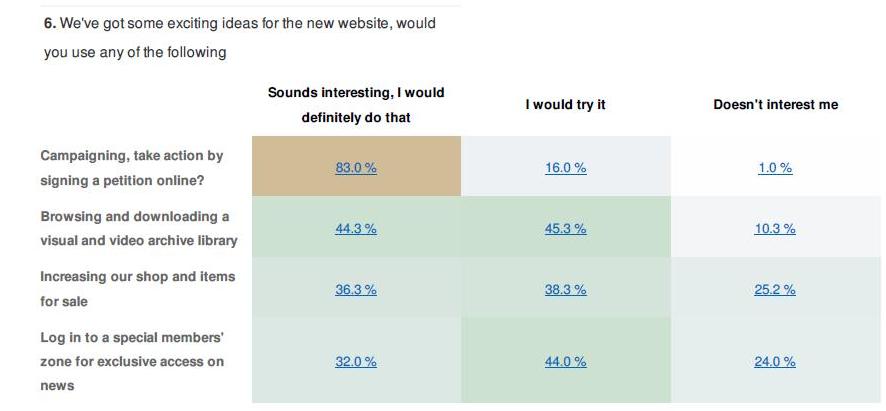 6. We've got some exciting ideas for the new website, would
you use any of the following
Sounds interesting, I would
definitely do that
I would try it
Doesn't interest me
Campaigning, take action by
signing a petition online?
83.0 %
16.0 %
1.0 %
Browsing and downloading a
visual and video archive library
44.3 %
45.3 %
10.3 %
Increasing our shop and items
for sale
36.3 %
38.3 %
25.2 %
Log in to a special members'
zone for exclusive access on
news
32.0 %
44.0 %
24.0 %